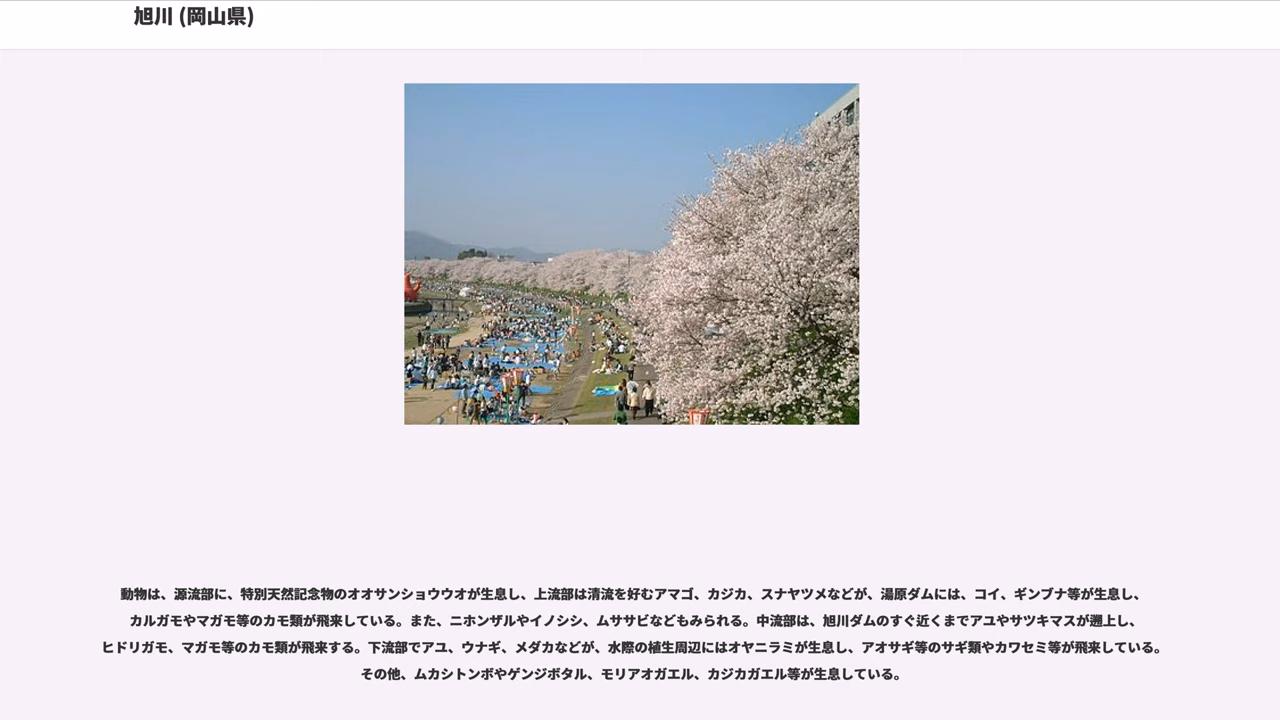 旭川 (岡山県)
動物は、源流部に、特別天然記念物のオオサンショウウオが生息し、上流部は清流を好むアマゴ、カジカ、スナヤツメなどが、湯原ダムには、コイ、ギンブナ等が生息し、
カルガモやマガモ等のカモ類が飛来している。また、ニホンザルやイノシシ、ムササビなどもみられる。中流部は、旭川ダムのすぐ近くまでアユやサツキマスが遡上し、
ヒドリガモ、マガモ等のカモ類が飛来する。下流部でアユ、ウナギ、メダカなどが、水際の植生周辺にはオヤニラミが生息し、アオサギ等のサギ類やカワセミ等が飛来している。
その他、ムカシトンボやゲンジボタル、モリアオガエル、カジカガエル等が生息している。